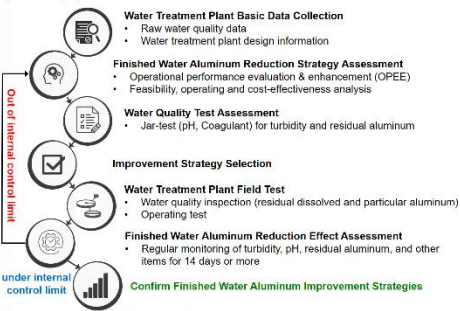 Water Treatment Plant Basic Data Collection
• Raw water quality data
• Water treatment plant design information
Finished Water Aluminum Reduction Strategy Assessment
• Operational performance evaluation & enhancement (OPEE)
• Feasibility, operating and cost-effectiveness analysis
Water Quality Test Assessment
• Jar-test (pH, Coagulant) for turbidity and residual aluminum
Out of internal control limit
Improvement Strategy Selection
Water Treatment Plant Field Test
• Water quality inspection (residual dissolved and particular aluminum)
• Operating test
Finished Water Aluminum Reduction Effect Assessment
• Regular monitoring of turbidity, pH, residual aluminum, and other
items for 14 days or more
under internal
control limit
Confirm Finished Water Aluminum Improvement Strategies